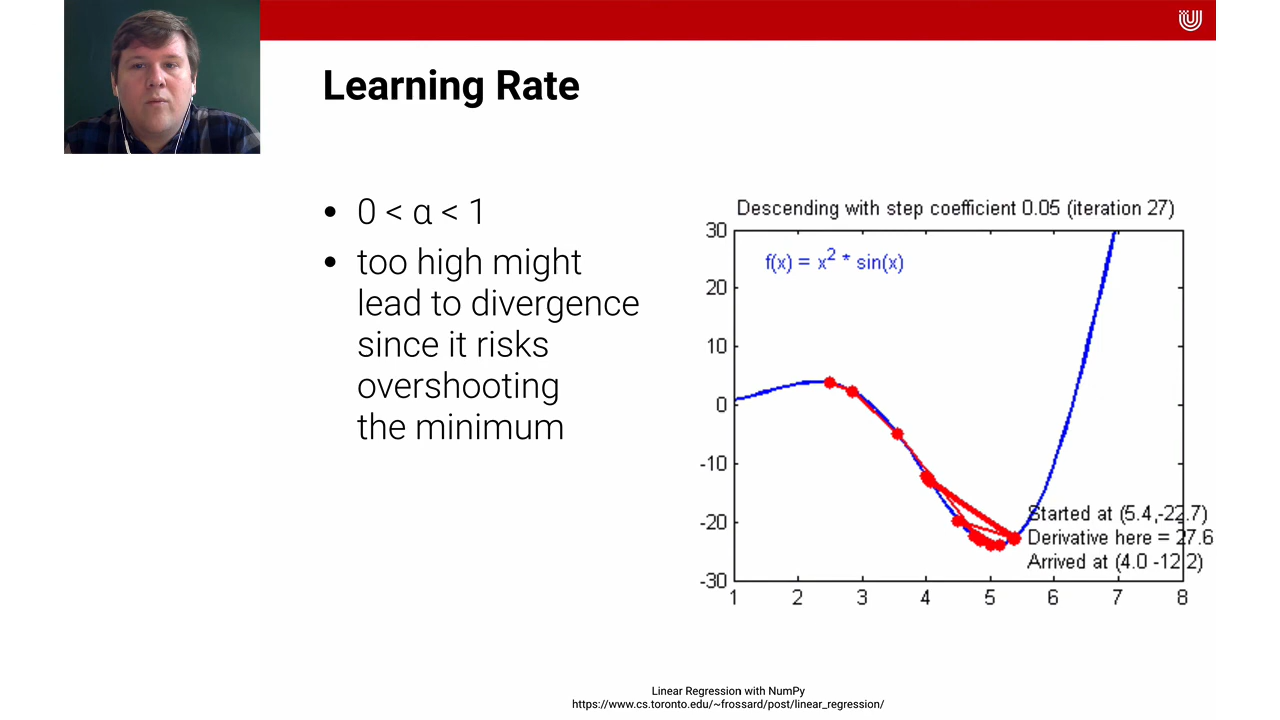 Learning Rate
• 0 < α < 1
• too high might
lead to divergence
since it risks
overshooting
the minimum
Descending with step coefficient 0.05 (iteration 27)
f(x) = x² * sin(x)
30
20
10
0
-10
-20
-30
1 2 3 4 5 6 7 8
Started at (5.4,-22.7)
Derivative here = 27.6
Arrived at (4.0 -12.2)
Linear Regression with NumPy
https://www.cs.toronto.edu/~frossard/post/linear_regression/